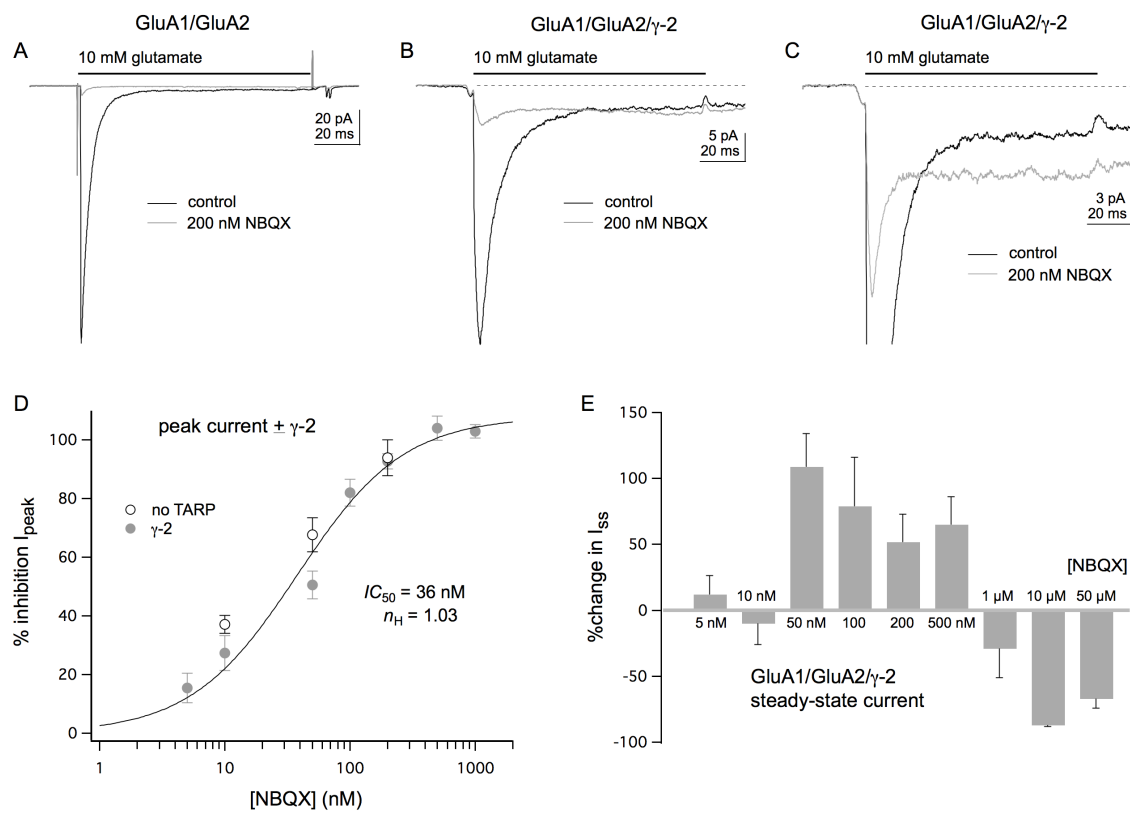 GluA1/GluA2
A
10 mM glutamate
20 pA
20 ms
control
200 nM NBQX
GluA1/GluA2/γ-2
B
10 mM glutamate
5 pA
20 ms
control
200 nM NBQX
GluA1/GluA2/γ-2
C
10 mM glutamate
3 pA
20 ms
control
200 nM NBQX
D
peak current ± γ-2
no TARP
γ-2
IC50 = 36 nM
nH = 1.03
% inhibition Ipeak
100
80
60
40
20
0
1
10
100
1000
[NBQX] (nM)
E
%change in Iss
150
100
50
0
-50
-100
[NBQX]
5 nM
10 nM
50 nM
100
200
500 nM
1 µM
10 µM
50 µM
GluA1/GluA2/γ-2
steady-state current